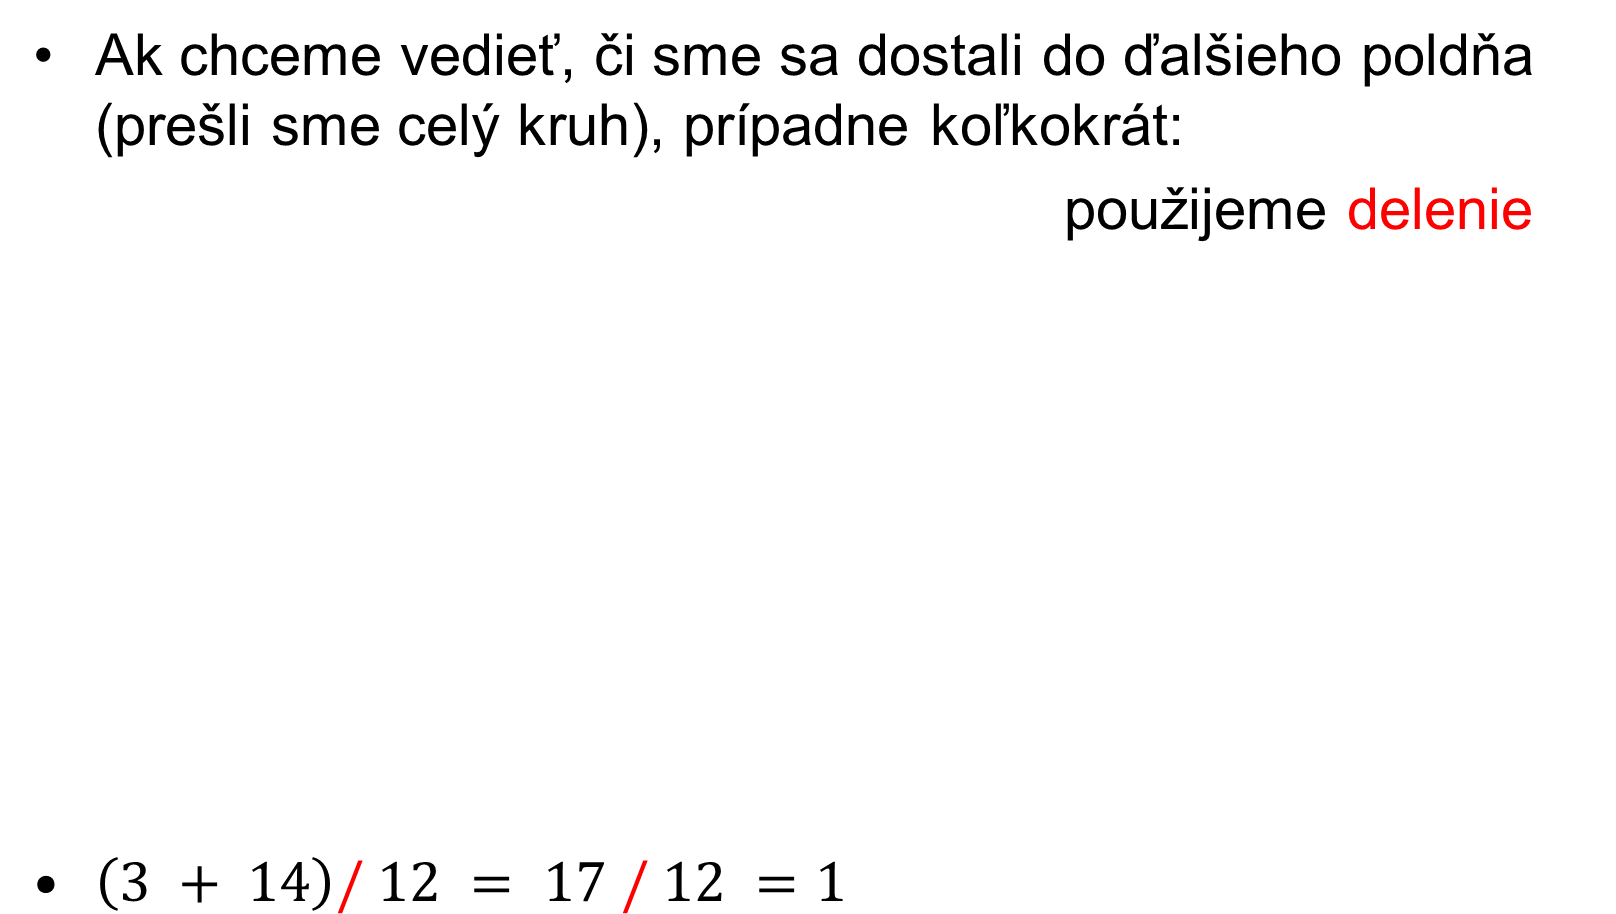 • Ak chceme vedieť, či sme sa dostali do ďalšieho poldňa
(prešli sme celý kruh), prípadne koľkokrát:
použijeme delenie
• (3 + 14)/ 12 = 17 / 12 = 1